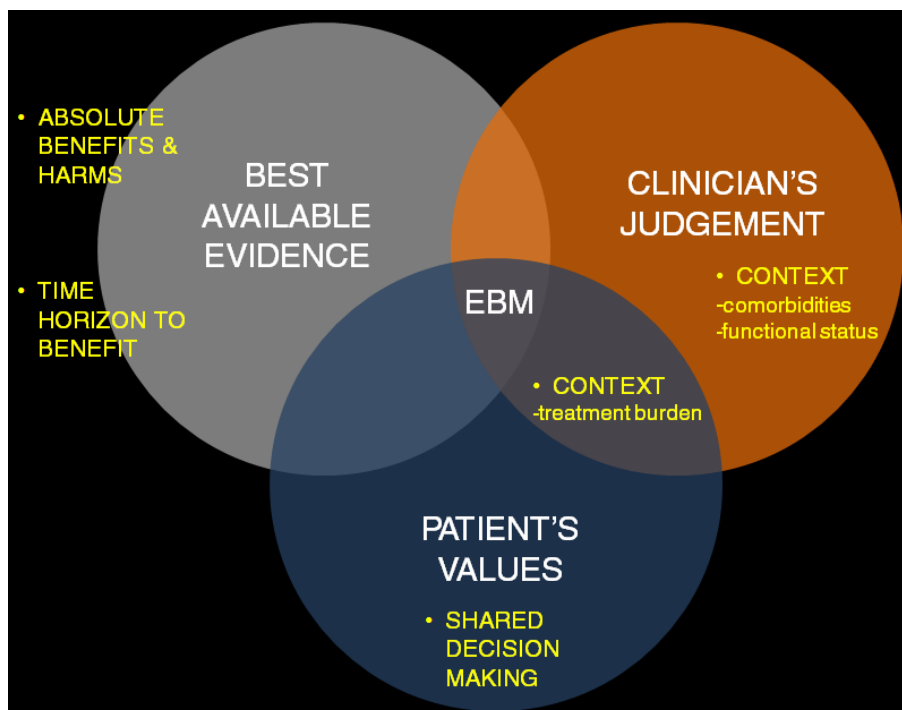 • ABSOLUTE
BENEFITS &
HARMS
BEST
AVAILABLE
EVIDENCE
• TIME
HORIZON TO
BENEFIT
CLINICIAN'S
JUDGEMENT
• CONTEXT
-comorbidities
-functional status
EBM
• CONTEXT
-treatment burden
PATIENT'S
VALUES
• SHARED
DECISION
MAKING